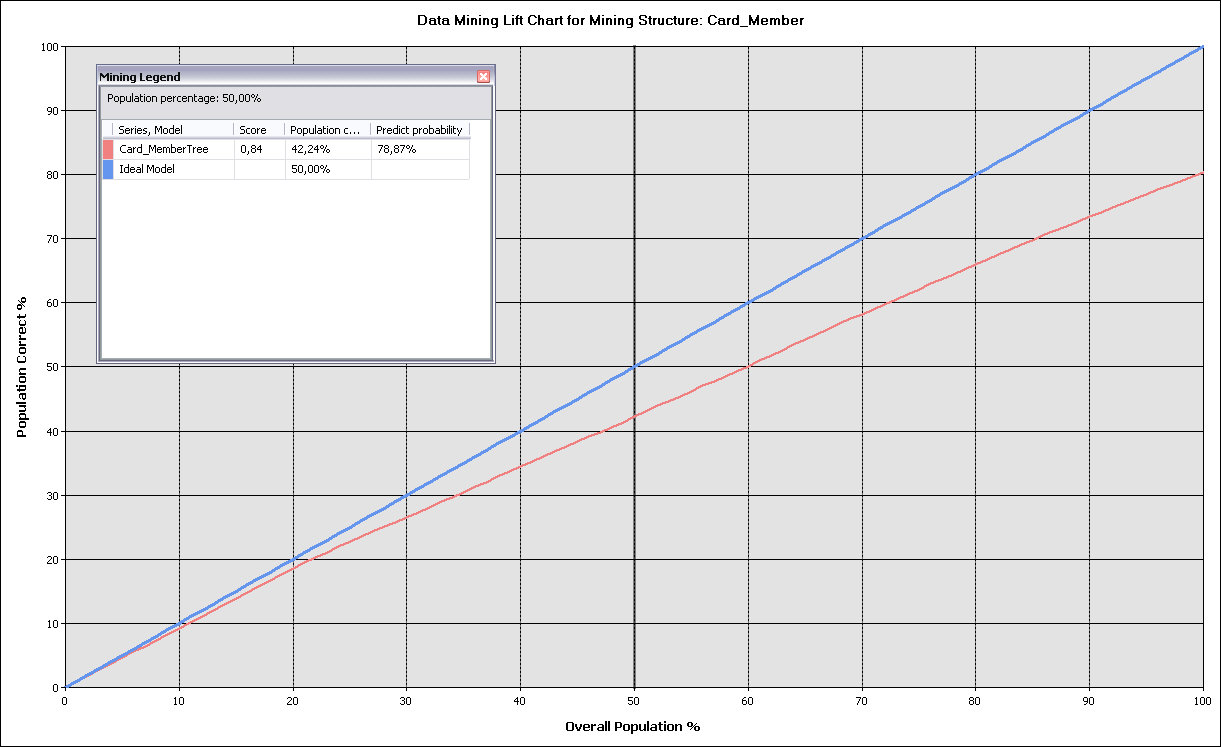 Data Mining Lift Chart for Mining Structure: Card_Member
Mining Legend
Population percentage: 50,00%
Series, Model Score Population c... Predict probability
Card_MemberTree 0,84 42,24% 78,87%
Ideal Model 50,00%
100
90
80
70
60
50
40
30
20
10
0
Population Correct %
0 10 20 30 40 50 60 70 80 90 100
Overall Population %